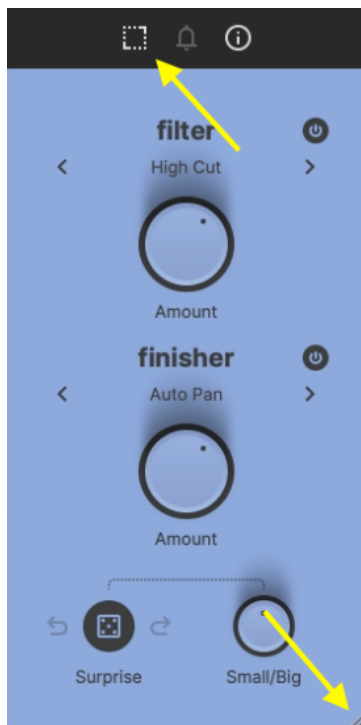 filter
High Cut
Amount
finisher
Auto Pan
Amount
Surprise
Small/Big